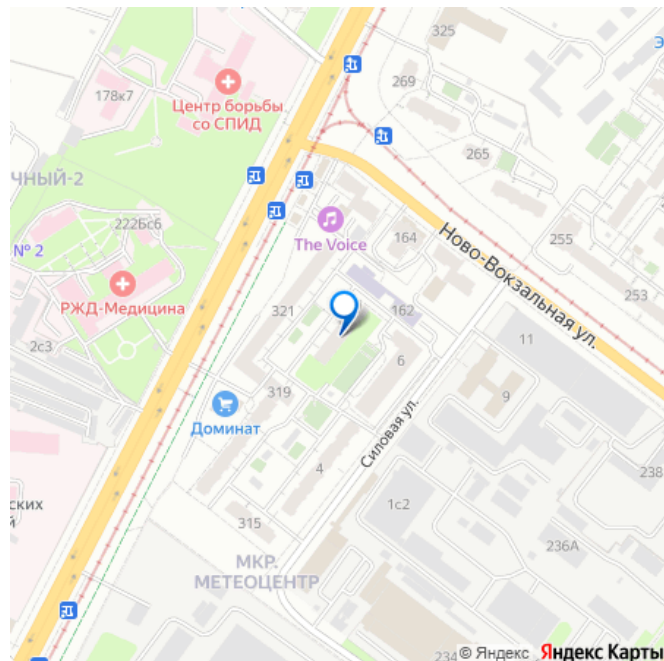 325
Э
269
178к7
Центр борьбы
со СПИД
265
ЧНЫЙ-2
222Бс6
The Voice
164
255
№ 2
Ново-Вокзальная ул.
253
РЖД-Медицина
321
162
2с3
11
6
319
9
Доминат
Силовая ул.
4
238
ских
й
1с2
315
236А
МКР.
МЕТЕОЦЕНТР
234
© Яндекс Яндекс Карты